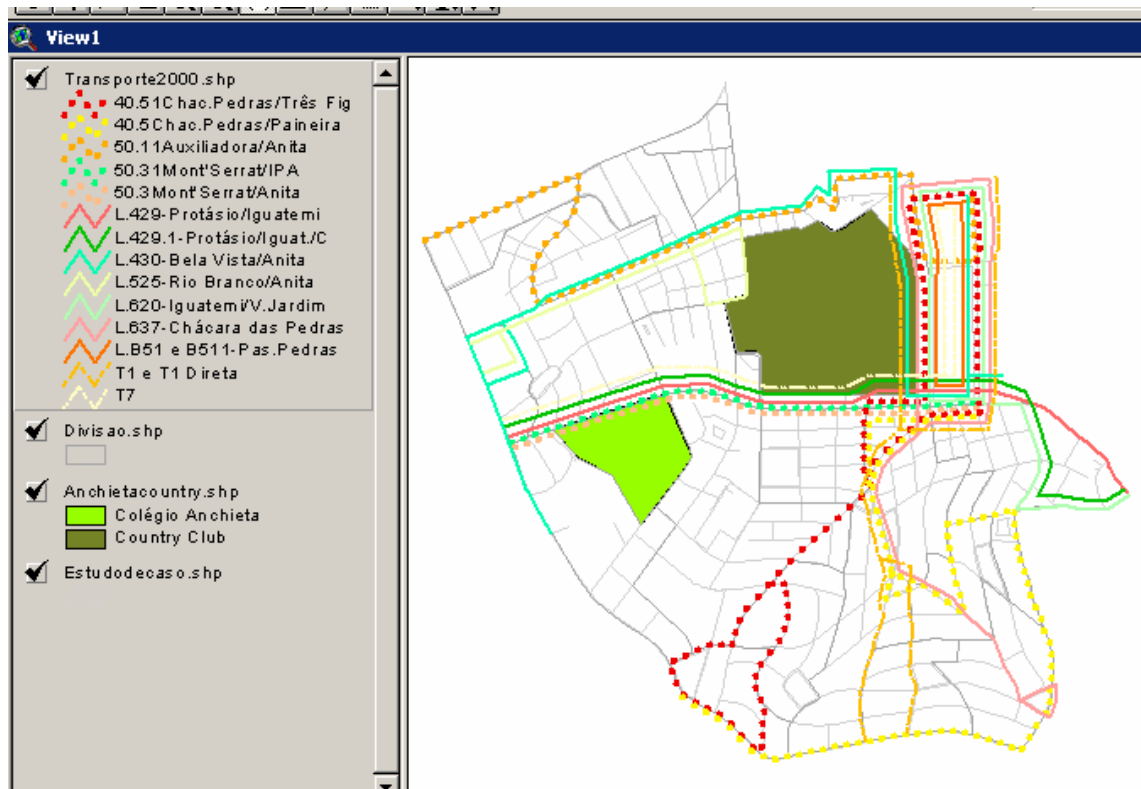 View1
Transporte2000.shp
40.51Chac.Pedras/Três Fig
40.5Chac.Pedras/Paineira
50.11Auxiliadora/Anita
50.31Mont'Serrat/IPA
50.3Mont'Serrat/Anita
L.429-Protásio/Iguatemi
L.429.1-Protásio/Iguat./C
L.430-Bela Vista/Anita
L.525-Rio Branco/Anita
L.620-Iguatemi/V.Jardim
L.637-Chácara das Pedras
L.B51 e B511-Pas.Pedras
T1 e T1 Direta
T7
Divisao.shp
Anchietacountry.shp
Colégio Anchieta
Country Club
Estudodecaso.shp